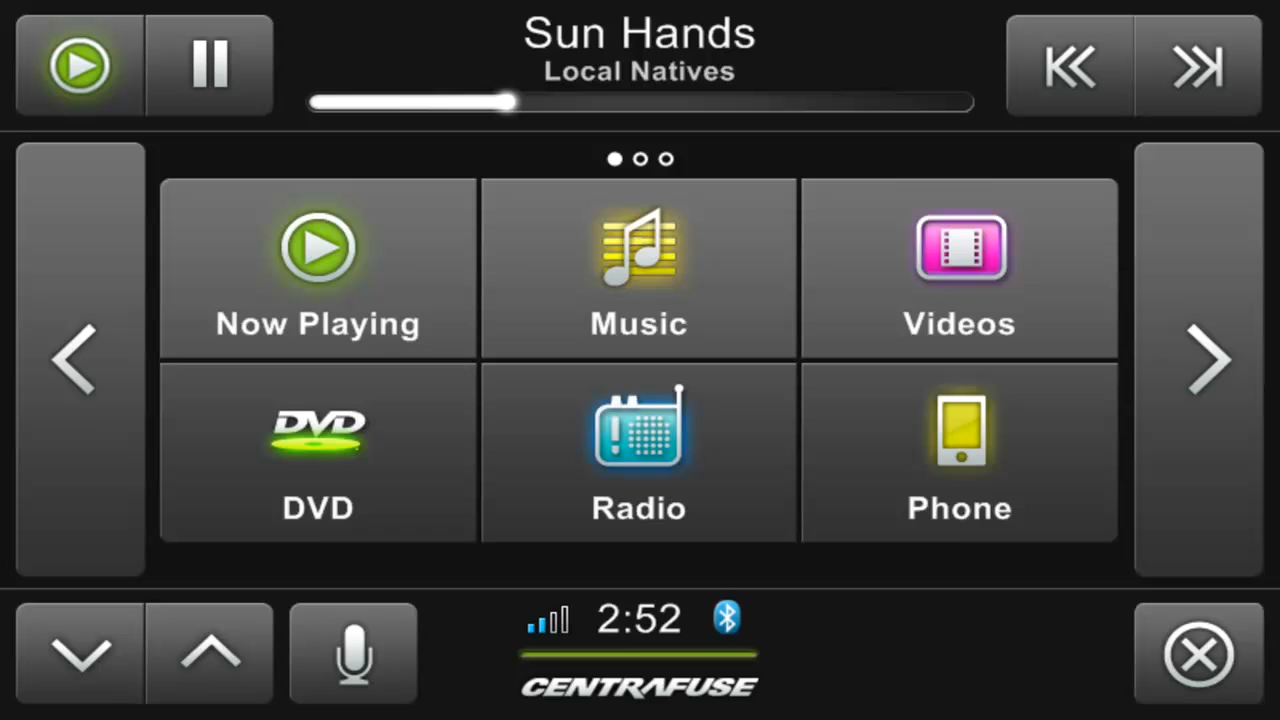 Sun Hands
Local Natives
Now Playing
Music
Videos
DVD
DVD
Radio
Phone
2:52
CENTRAFUSE